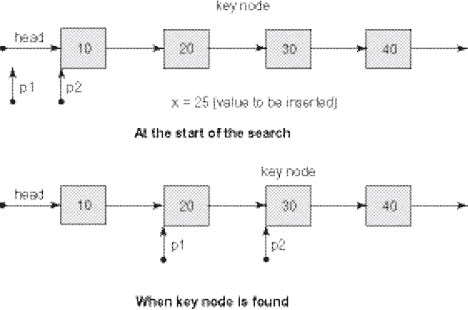 key node
head
10 20 30 40
p1 p2
x = 25 (value to be inserted)
At the start of the search
key node
head
10 20 30 40
p1 p2
When key node is found